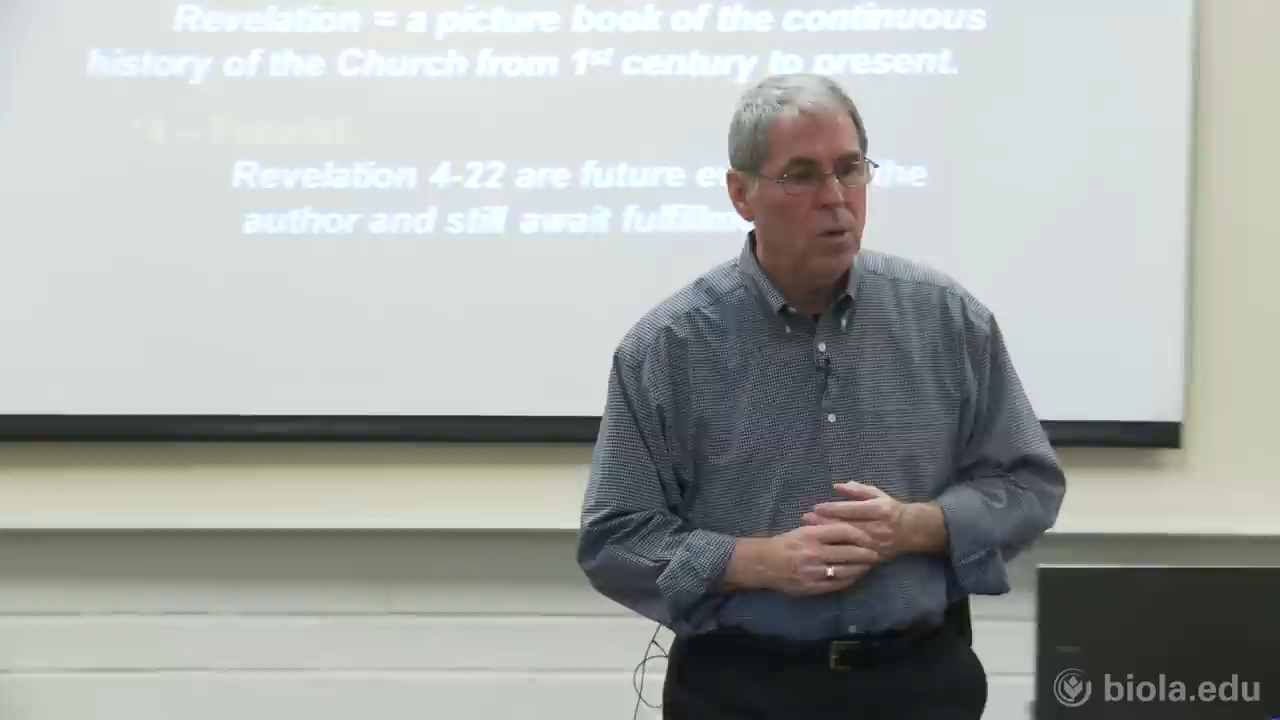 Revelation = a picture book of the continuous
history of the Church from 1st century to present.
Revelation 4-22 are future the
author and still await
biola.edu